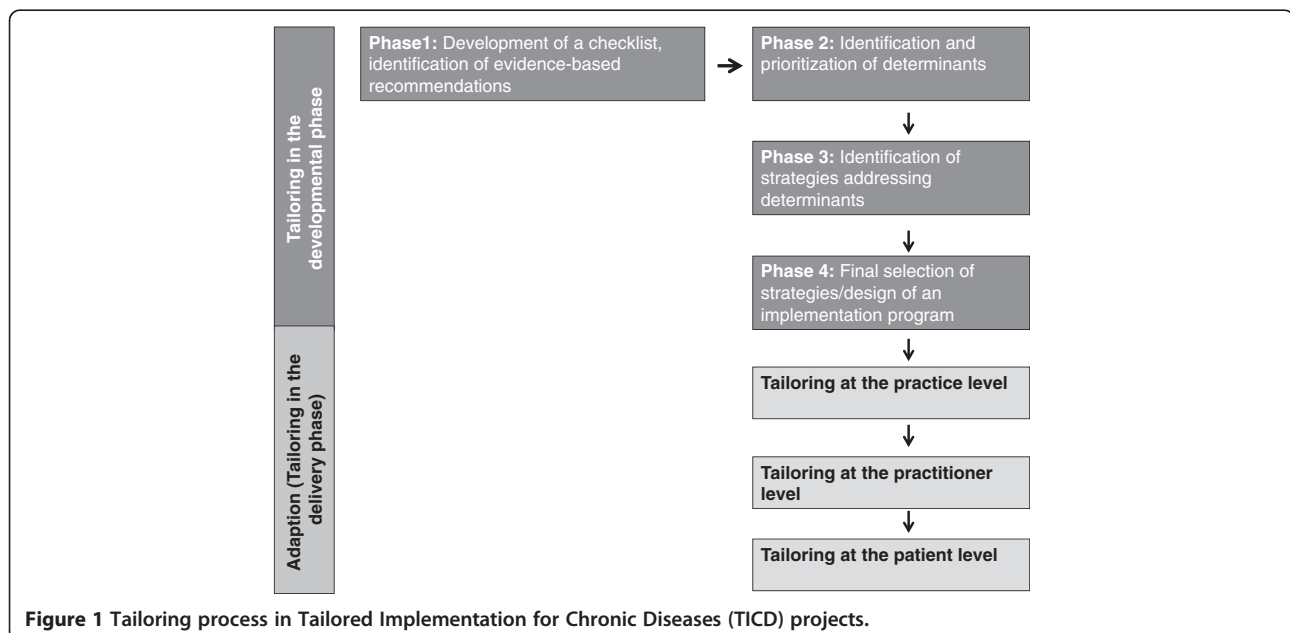 Tailoring in the
developmental phase
Phase1: Development of a checklist,
identification of evidence-based
recommendations
Phase 2: Identification and
prioritization of determinants
Phase 3: Identification of
strategies addressing
determinants
Phase 4: Final selection of
strategies/design of an
implementation program
Adaption (Tailoring in the
delivery phase)
Tailoring at the practice level
Tailoring at the practitioner
level
Tailoring at the patient level
Figure 1 Tailoring process in Tailored Implementation for Chronic Diseases (TICD) projects.